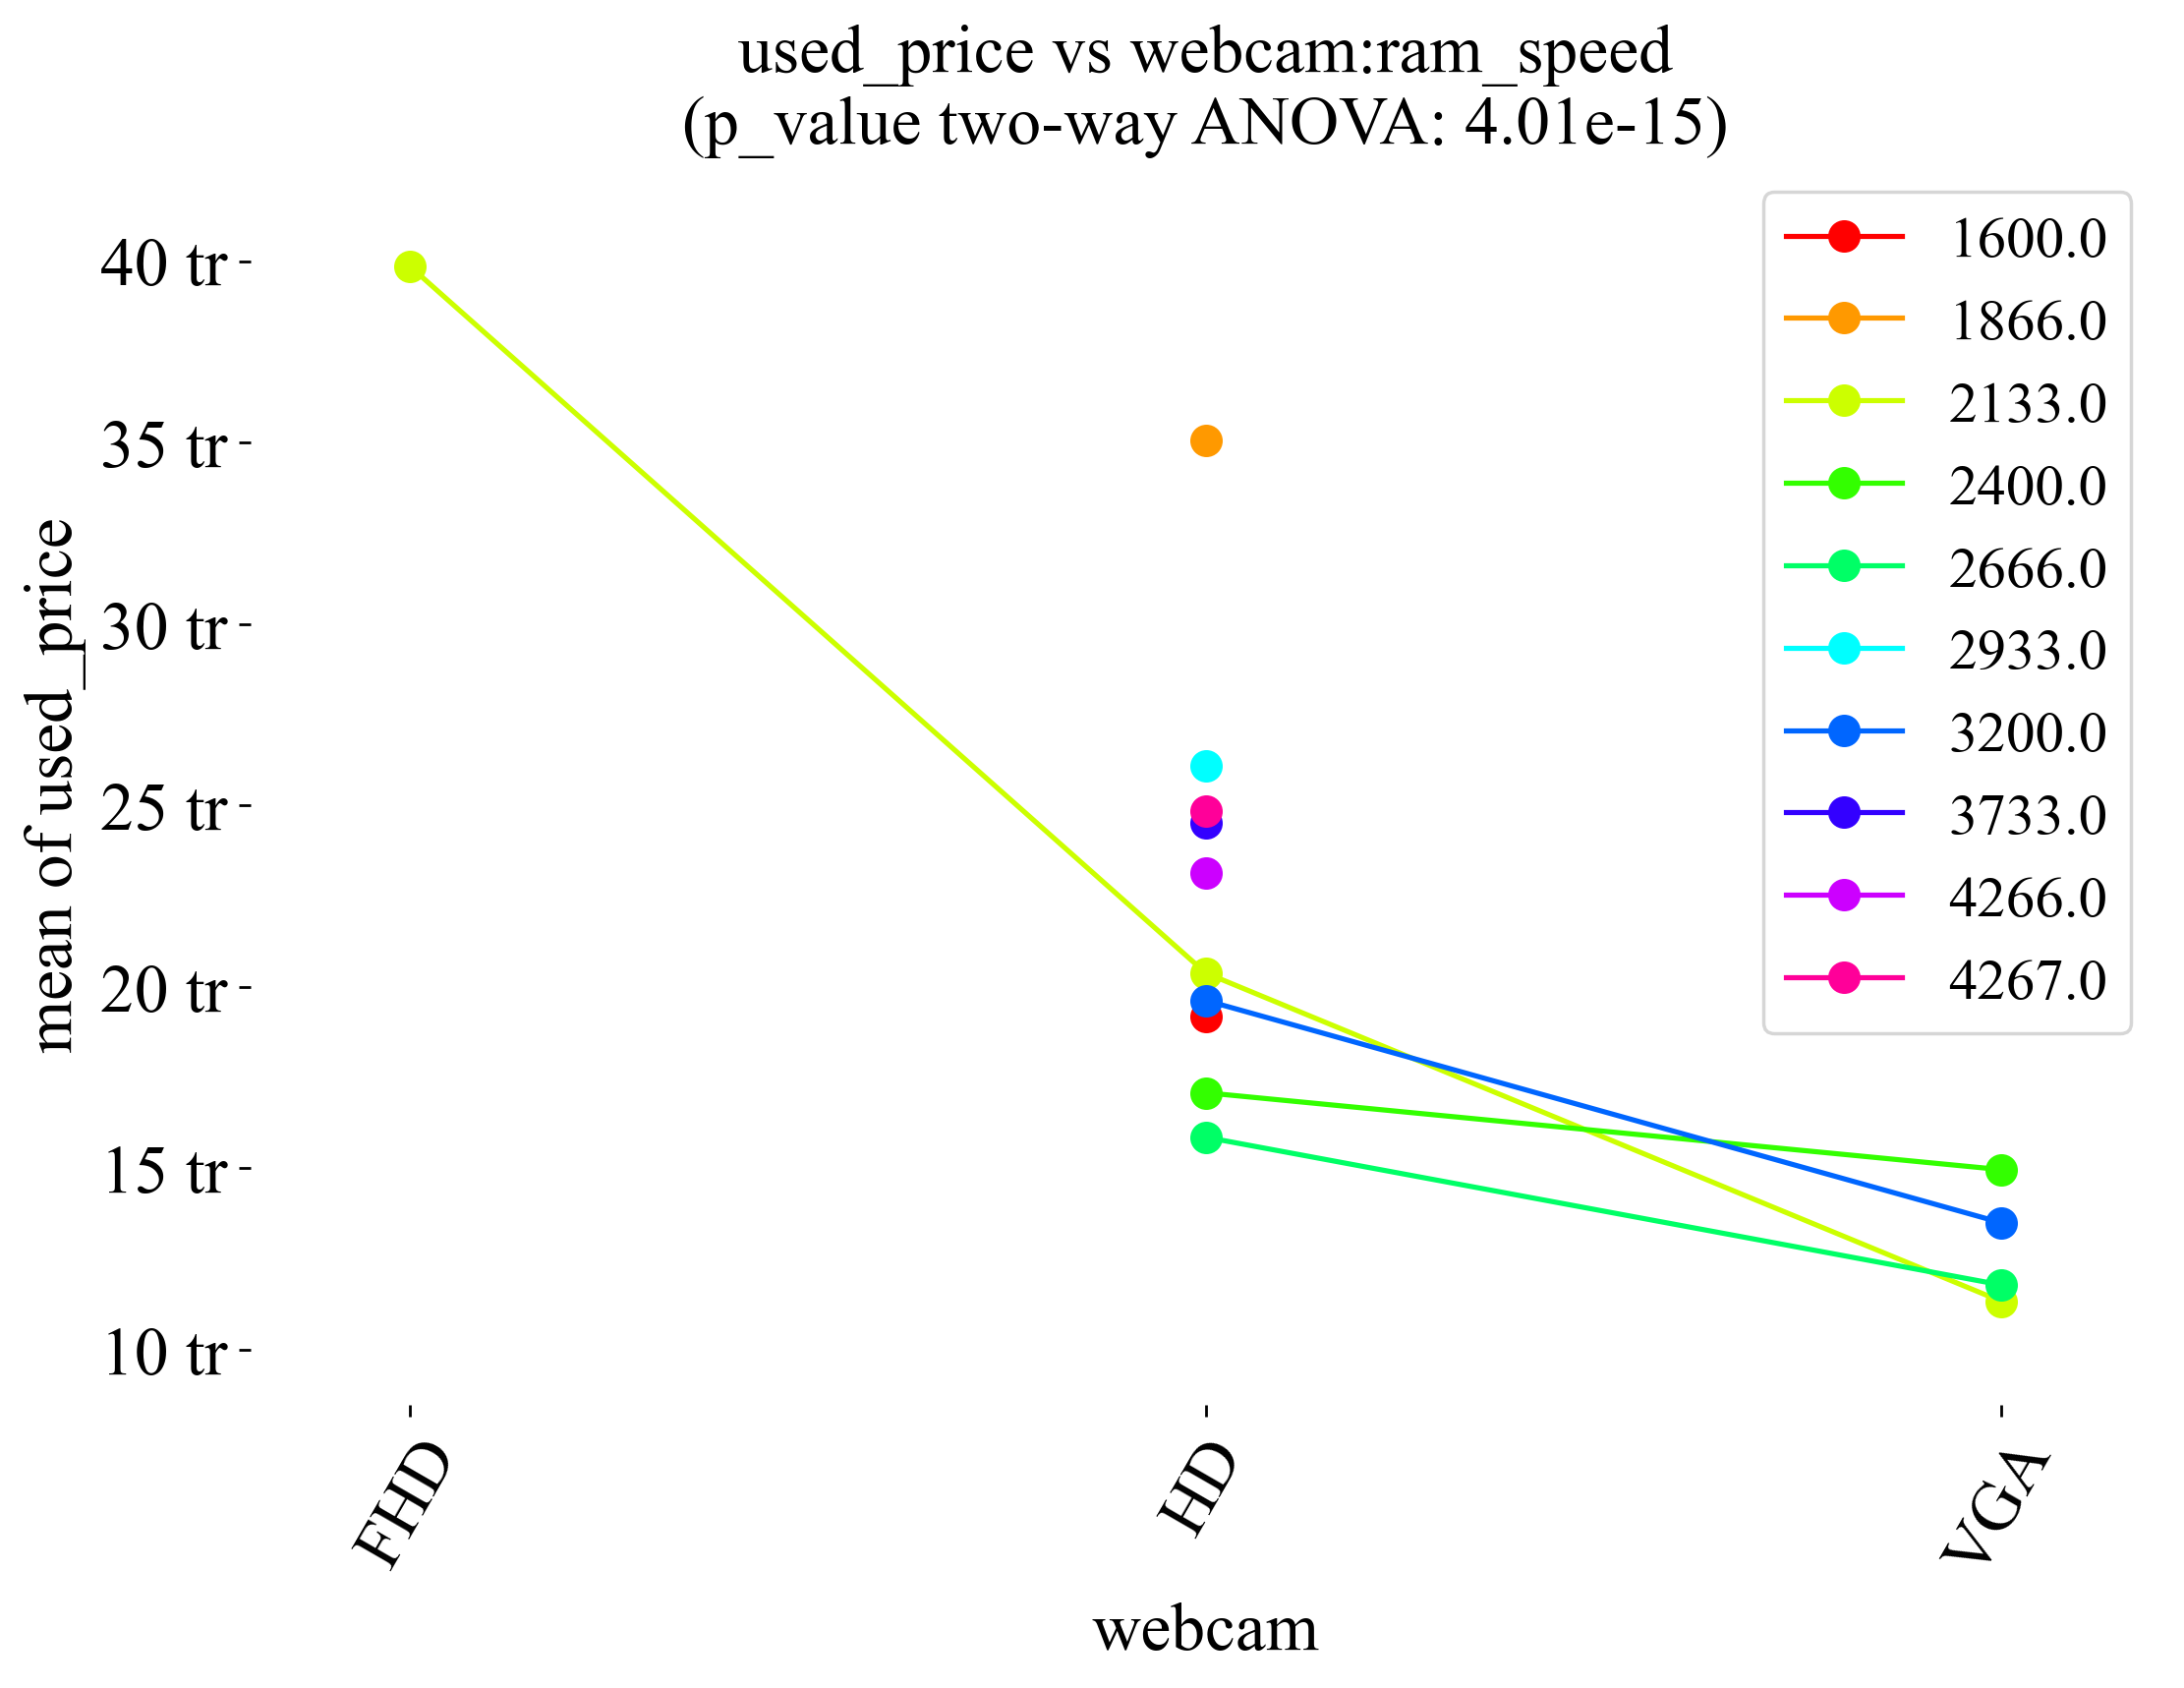 used_price vs webcam:ram_speed
(p_value two-way ANOVA: 4.01e-15)
mean of used_price
40 tr
35 tr
30 tr
25 tr
20 tr
15 tr
10 tr
1600.0
1866.0
2133.0
2400.0
2666.0
2933.0
3200.0
3733.0
4266.0
4267.0
FHD
HD
VGA
webcam